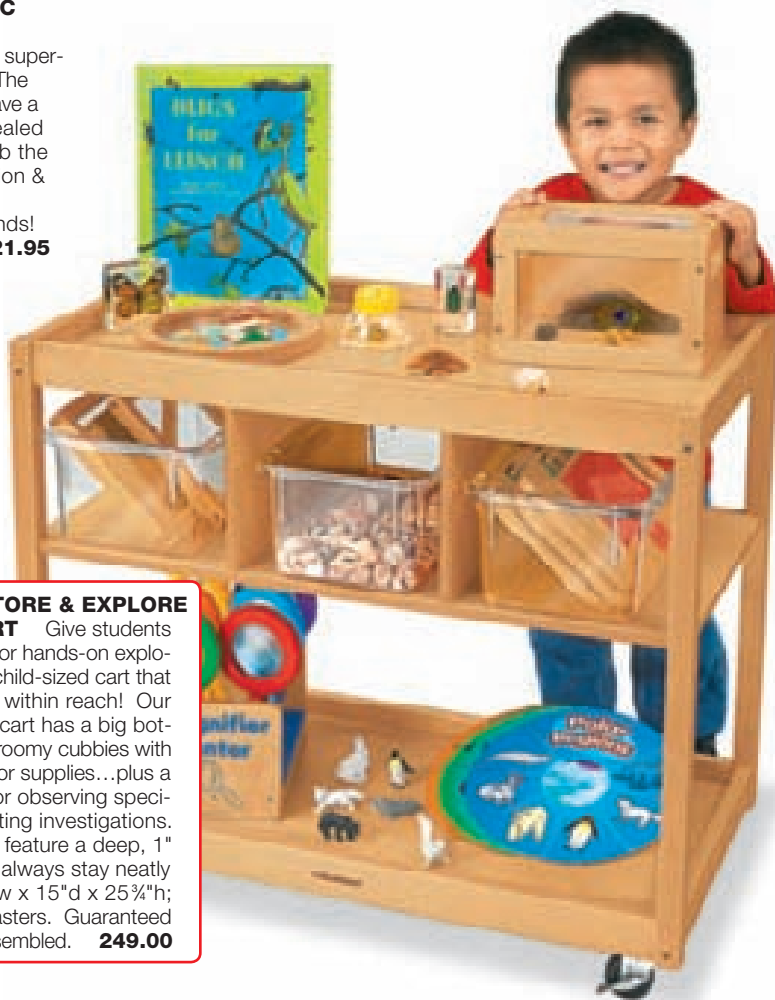 C
super-
The
ave a
ealed
b the
on &
nds!
21.95
BUGS
for
LUNCH
TORE & EXPLORE
RT Give students
or hands-on explo-
child-sized cart that
within reach! Our
cart has a big bot-
roomy cubbies with
or supplies...plus a
or observing speci-
ting investigations.
feature a deep, 1"
always stay neatly
w x 15"d x 25¾"h;
asters. Guaranteed
sembled. 249.00
gnifier
nter
Polar
Regions